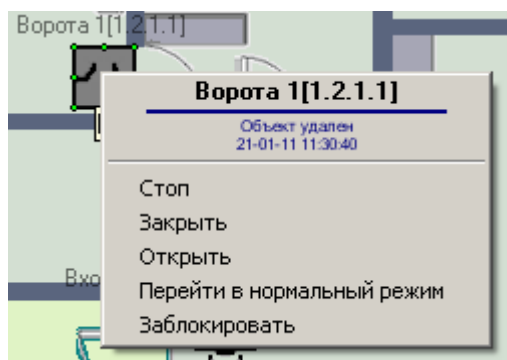 Ворота 1[1.2.1.1]
Ворота 1[1.2.1.1]
Объект удален
21-01-11 11:30:40
Стоп
Закрыть
Открыть
Перейти в нормальный режим
Заблокировать